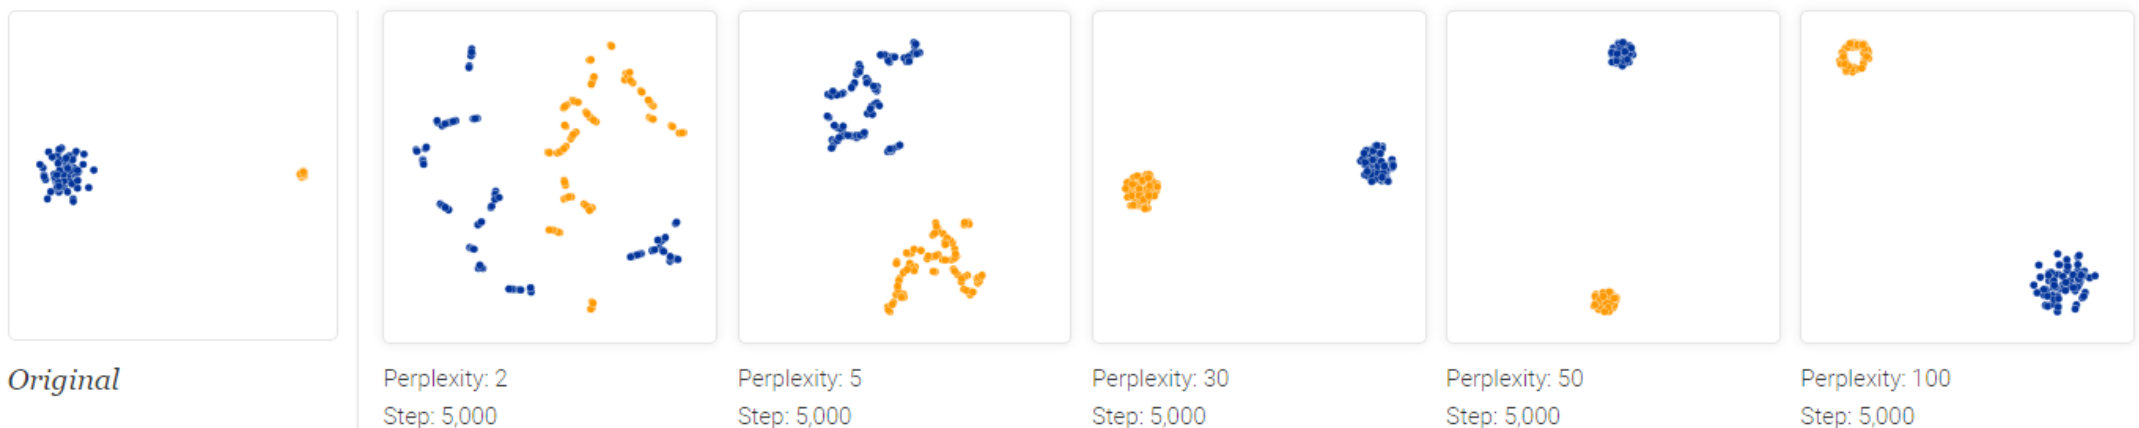 Original
Perplexity: 2
Step: 5,000
Perplexity: 5
Step: 5,000
Perplexity: 30
Step: 5,000
Perplexity: 50
Step: 5,000
Perplexity: 100
Step: 5,000